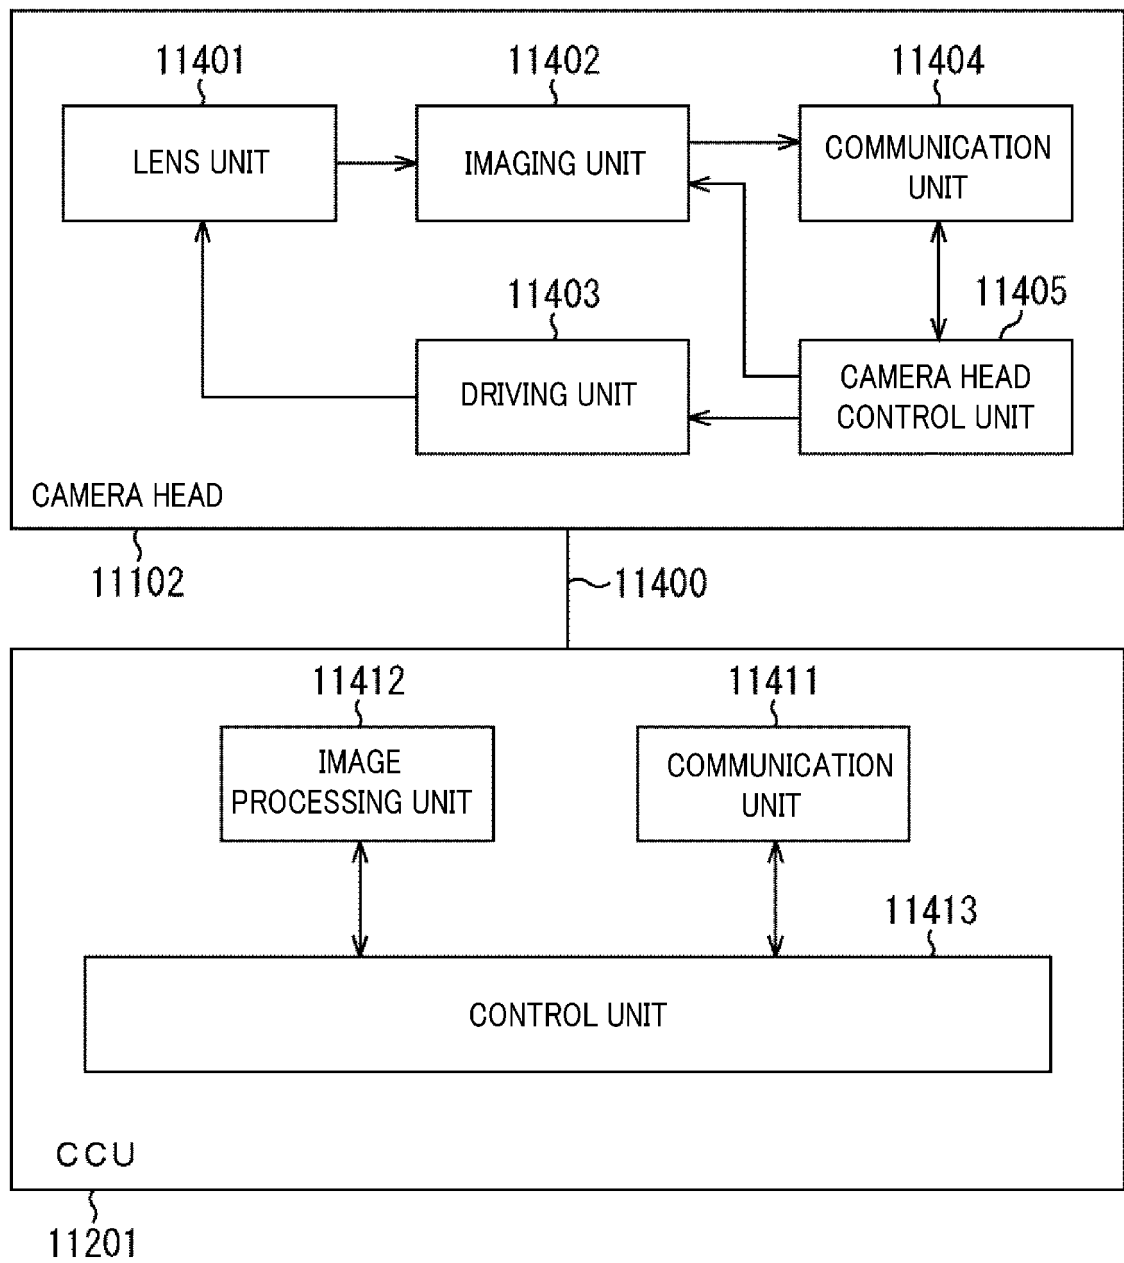 11401
11402
11404
LENS UNIT
IMAGING UNIT
COMMUNICATION
UNIT
11403
11405
DRIVING UNIT
CAMERA HEAD
CONTROL UNIT
CAMERA HEAD
11102
11400
11412
11411
IMAGE
PROCESSING UNIT
COMMUNICATION
UNIT
11413
CONTROL UNIT
CCU
11201